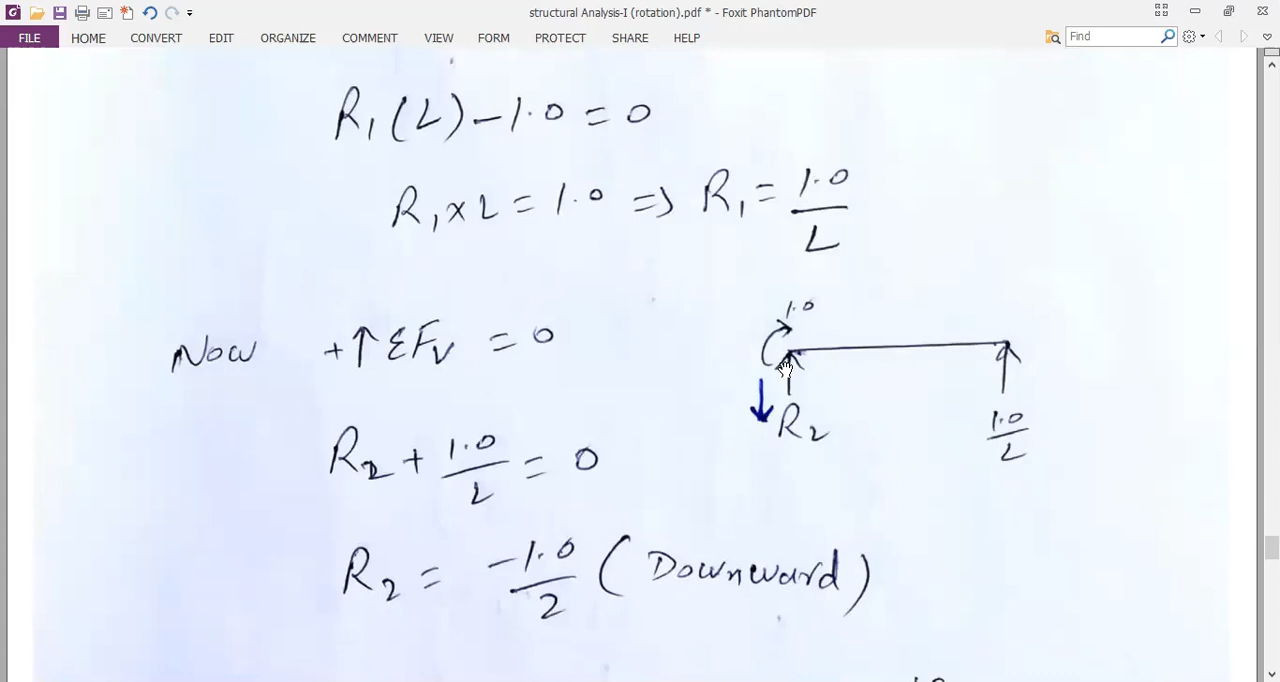 structural Analysis-I (rotation).pdf * - Foxit PhantomPDF
FILE HOME CONVERT EDIT ORGANIZE COMMENT VIEW FORM PROTECT SHARE HELP Find
R₁(L) - 1.0 = 0
R₁ × L = 1.0 ⇒ R₁ = 1.0/L
Now +↑ ΣFv = 0
1.0
R₂
1.0/L
R₂ + 1.0/L = 0
R₂ = -1.0/2 (Downward)